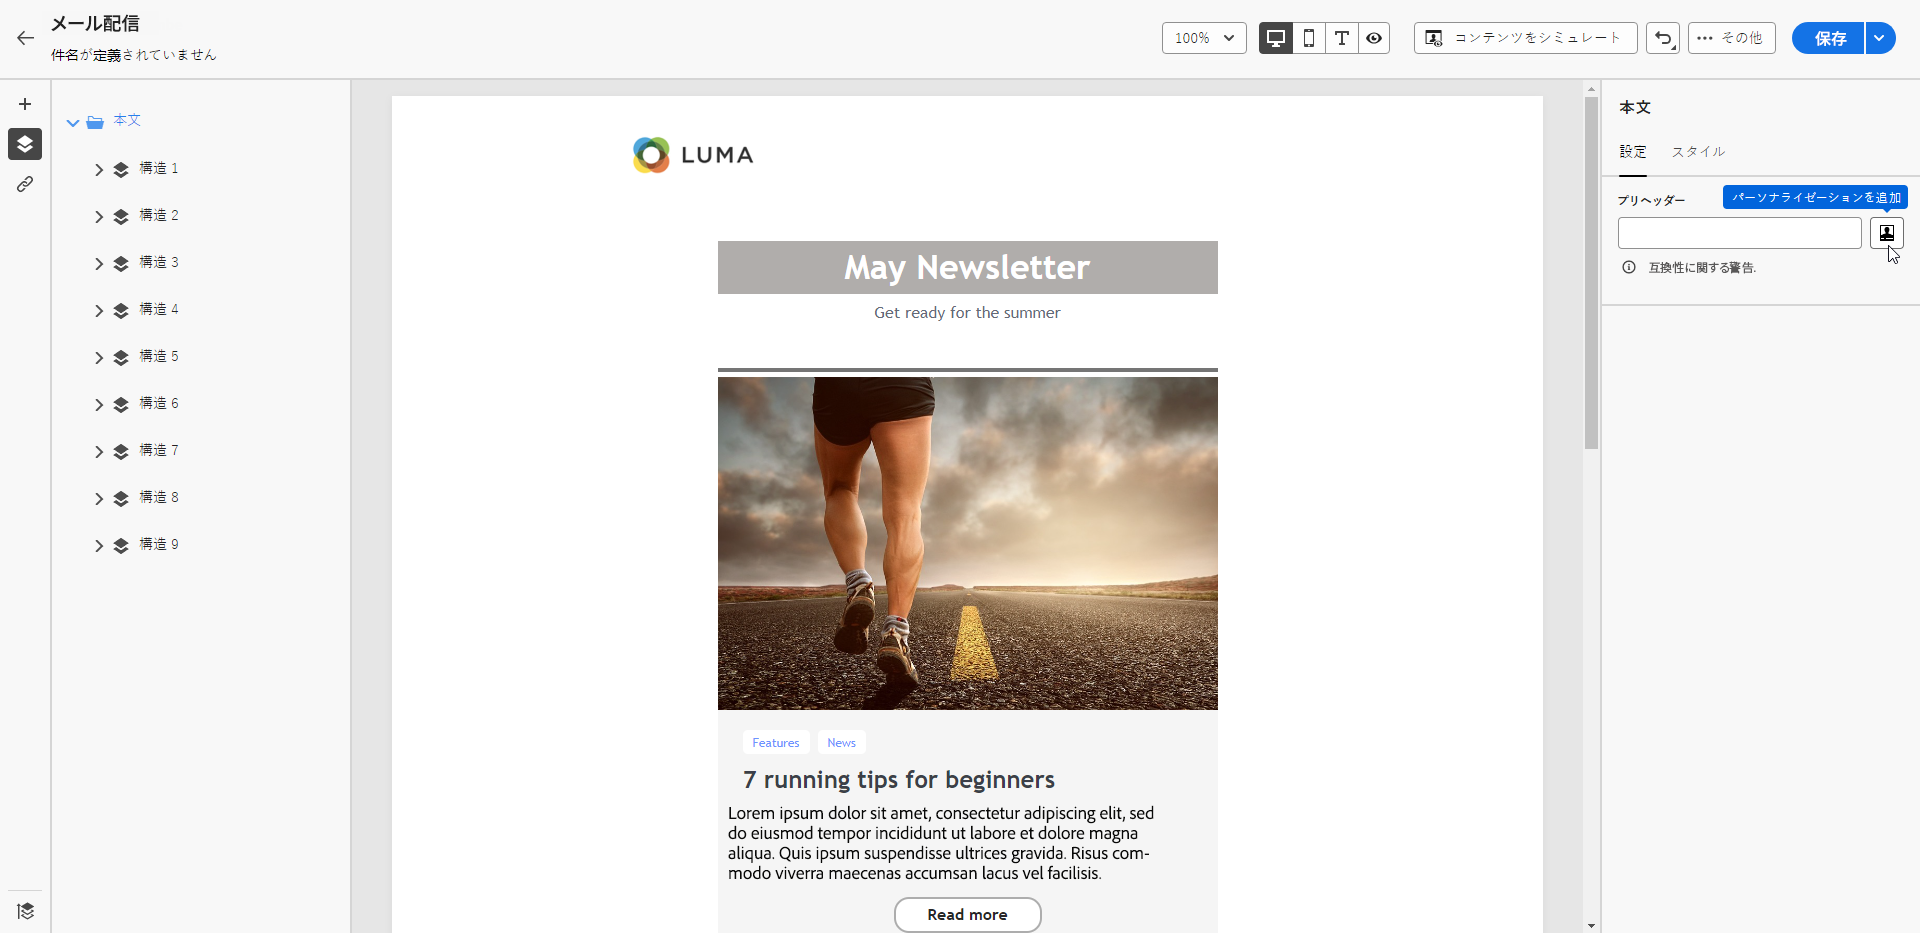 メール配信
件名が定義されていません
100%
コンテンツをシミュレート
その他
保存
本文
構造 1
構造 2
構造 3
構造 4
構造 5
構造 6
構造 7
構造 8
構造 9
LUMA
May Newsletter
Get ready for the summer
Features
News
7 running tips for beginners
Lorem ipsum dolor sit amet, consectetur adipiscing elit, sed
do eiusmod tempor incididunt ut labore et dolore magna
aliqua. Quis ipsum suspendisse ultrices gravida. Risus com-
modo viverra maecenas accumsan lacus vel facilisis.
Read more
本文
設定
スタイル
パーソナライゼーションを追加
プリヘッダー
互換性に関する警告.